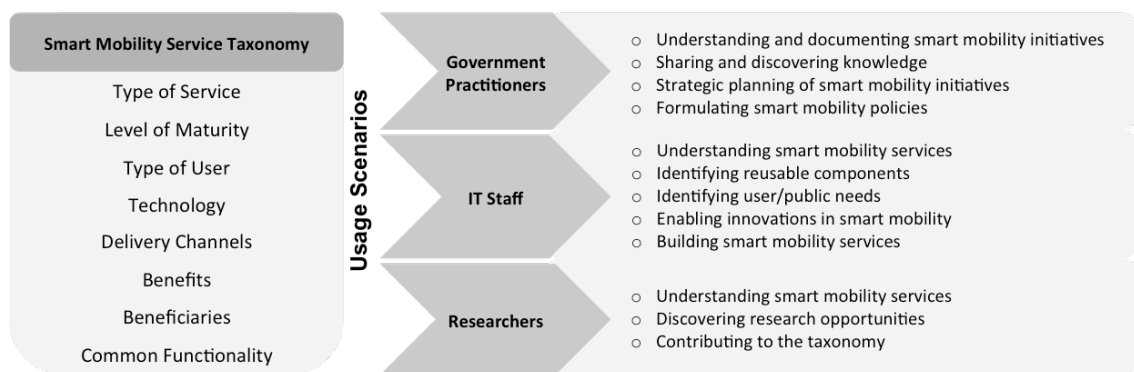 Smart Mobility Service Taxonomy
Type of Service
Level of Maturity
Type of User
Technology
Delivery Channels
Benefits
Beneficiaries
Common Functionality
Usage Scenarios
Government
Practitioners
o Understanding and documenting smart mobility initiatives
o Sharing and discovering knowledge
o Strategic planning of smart mobility initiatives
o Formulating smart mobility policies
IT Staff
o Understanding smart mobility services
o Identifying reusable components
o Identifying user/public needs
o Enabling innovations in smart mobility
o Building smart mobility services
Researchers
o Understanding smart mobility services
o Discovering research opportunities
o Contributing to the taxonomy